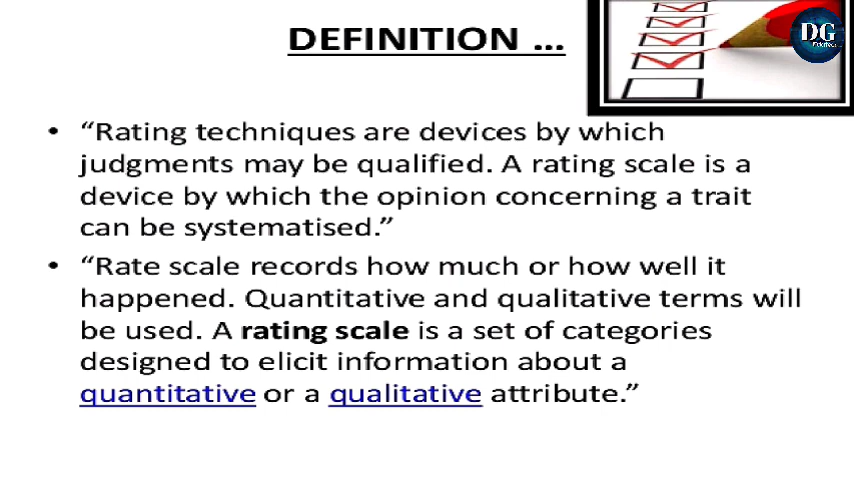 DEFINITION ...
DG
• “Rating techniques are devices by which
judgments may be qualified. A rating scale is a
device by which the opinion concerning a trait
can be systematised.”
• “Rate scale records how much or how well it
happened. Quantitative and qualitative terms will
be used. A rating scale is a set of categories
designed to elicit information about a
quantitative or a qualitative attribute.”